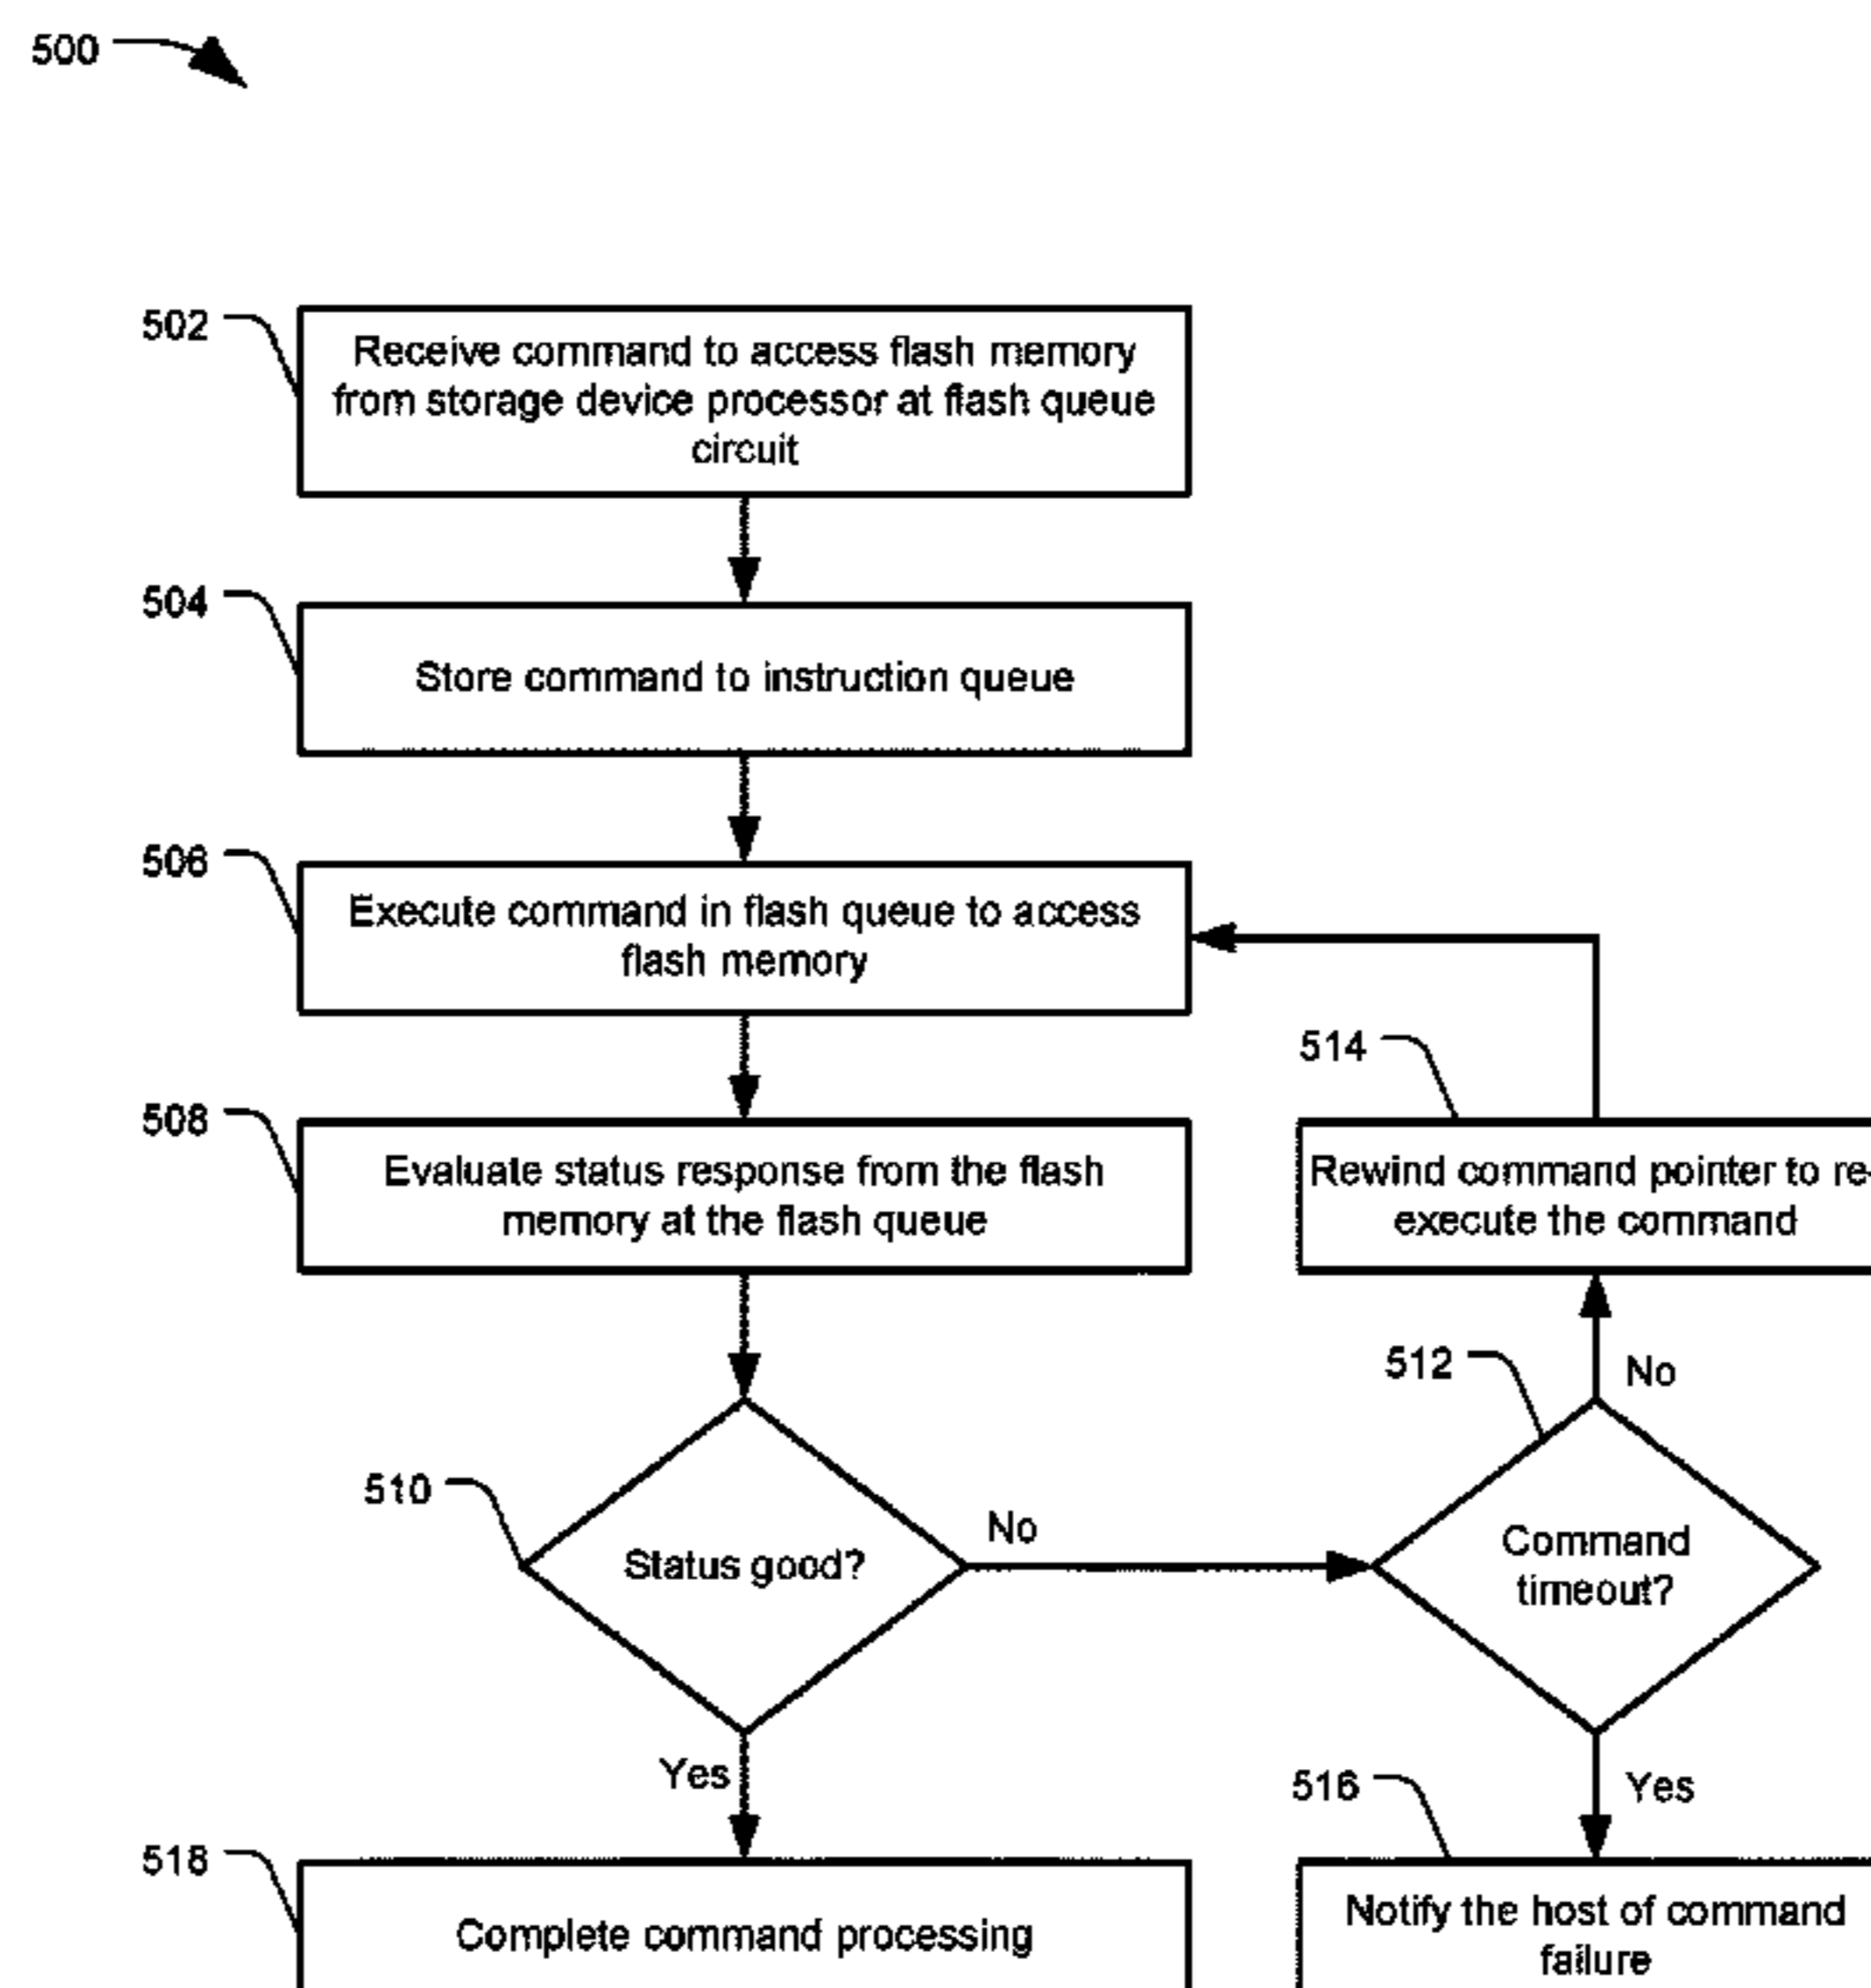 500
502
Receive command to access flash memory
from storage device processor at flash queue
circuit
504
Store command to instruction queue
506
Execute command in flash queue to access
flash memory
508
Evaluate status response from the flash
memory at the flash queue
514
Rewind command pointer to re-
execute the command
510
Status good?
No
512
No
Command
timeout?
Yes
Yes
518
Complete command processing
516
Notify the host of command
failure